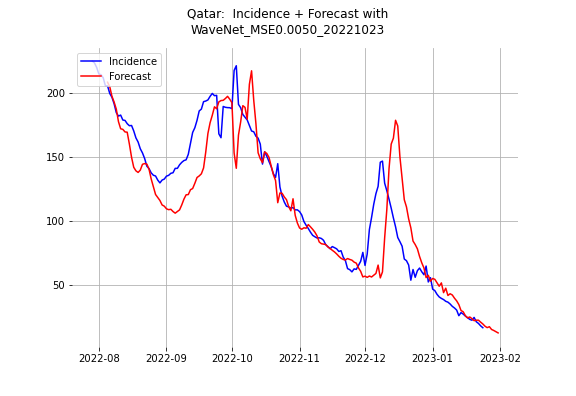 Qatar:  Incidence + Forecast with
WaveNet_MSE0.0050_20221023
Incidence
Forecast
200
150
100
50
2022-08
2022-09
2022-10
2022-11
2022-12
2023-01
2023-02